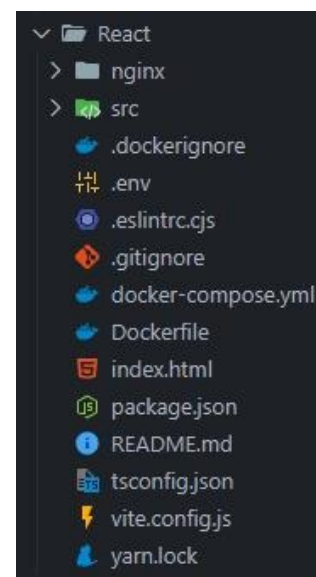 React
nginx
src
.dockerignore
.env
.eslintrc.cjs
.gitignore
docker-compose.yml
Dockerfile
index.html
package.json
README.md
tsconfig.json
vite.config.js
yarn.lock